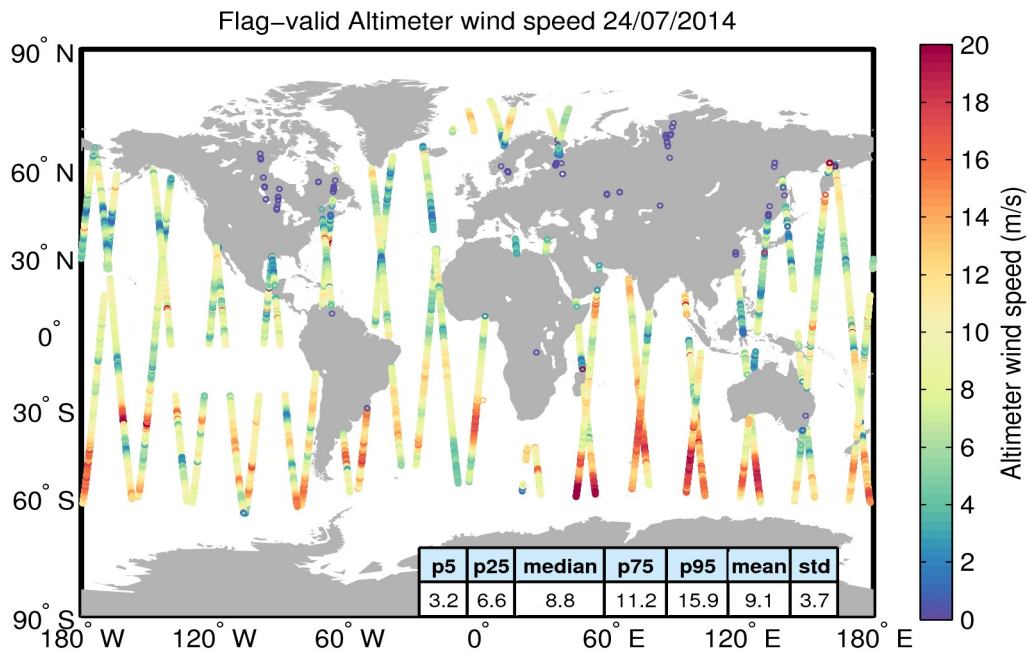 Flag−valid Altimeter wind speed 24/07/2014
90° N
60° N
30° N
0°
30° S
60° S
90° S
180° W
120° W
60° W
0°
60° E
120° E
180° E
p5 p25 median p75 p95 mean std
3.2 6.6 8.8 11.2 15.9 9.1 3.7
20
18
16
14
12
10
8
6
4
2
0
Altimeter wind speed (m/s)